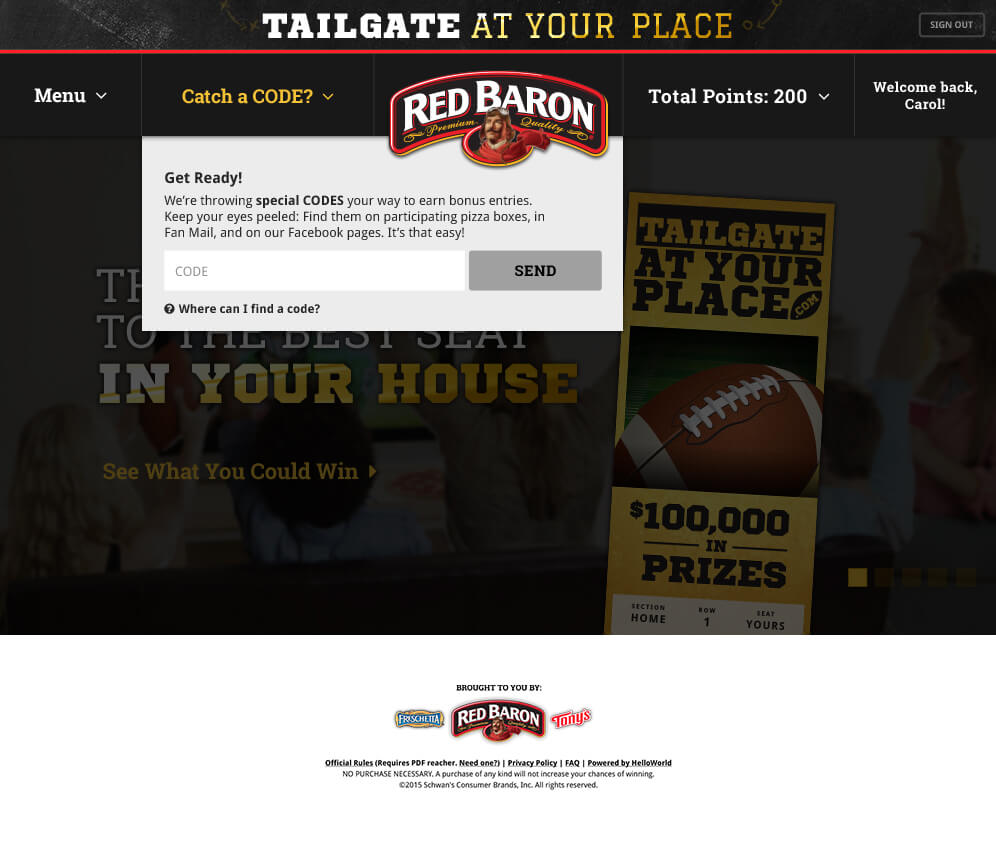 TAILGATE AT YOUR PLACE
SIGN OUT
Menu
Catch a CODE?
RED BARON
Premium Quality
Total Points: 200
Welcome back,
Carol!
Get Ready!
We're throwing special CODES your way to earn bonus entries.
Keep your eyes peeled: Find them on participating pizza boxes, in
Fan Mail, and on our Facebook pages. It's that easy!
CODE
SEND
Where can I find a code?
TO THE BEST SEAT
IN YOUR HOUSE
See What You Could Win
TAILGATE
AT YOUR
PLACE.COM
$100,000
IN
PRIZES
SECTION ROW SEAT
HOME 1 YOURS
BROUGHT TO YOU BY:
FRESCHETTA
RED BARON
Tony's
Official Rules (Requires PDF reacher. Need one?) | Privacy Policy | FAQ | Powered by HelloWorld
NO PURCHASE NECESSARY. A purchase of any kind will not increase your chances of winning.
©2015 Schwan's Consumer Brands, Inc. All rights reserved.